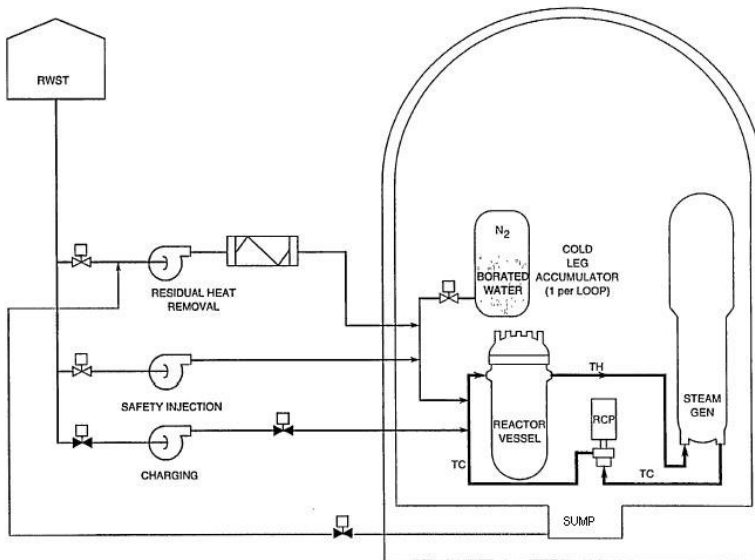 RWST
N2
BORATED
WATER
COLD
LEG
ACCUMULATOR
(1 per LOOP)
RESIDUAL HEAT
REMOVAL
SAFETY INJECTION
CHARGING
REACTOR
VESSEL
TH
RCP
STEAM
GEN
TC
TC
SUMP